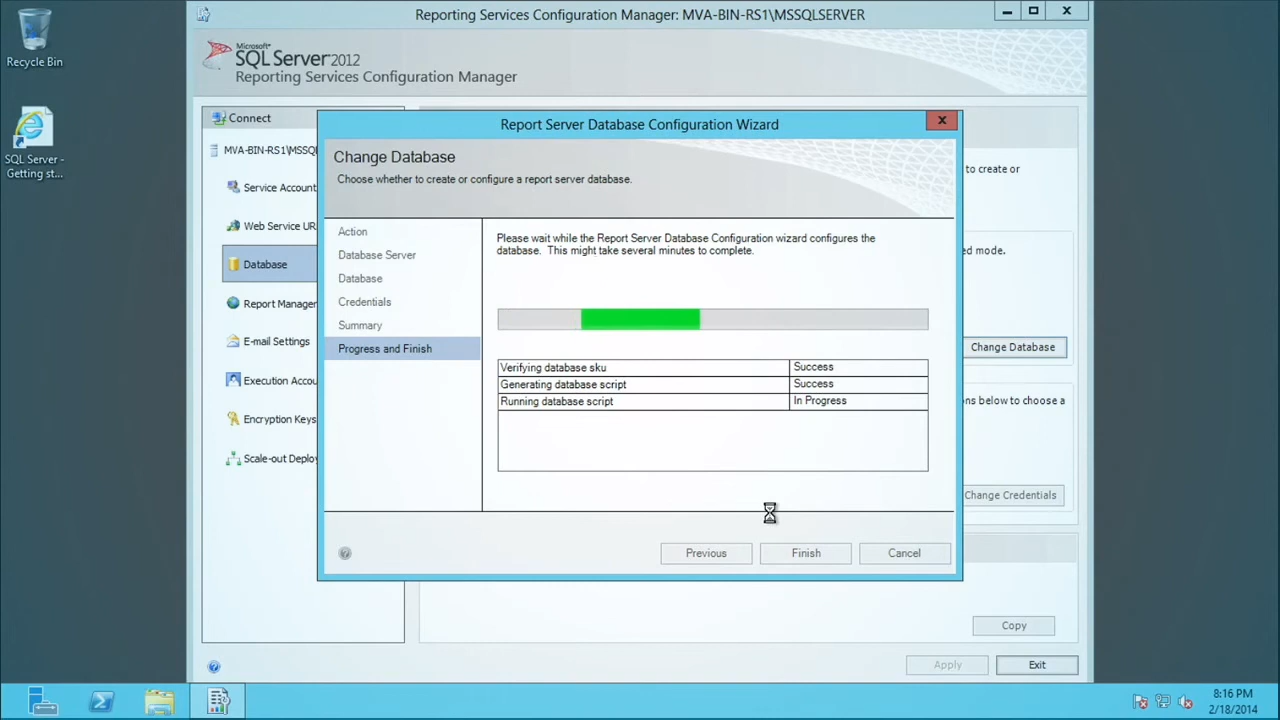 Reporting Services Configuration Manager: MVA-BIN-RS1\MSSQLSERVER
Recycle Bin
SQL Server -
Getting st...
Microsoft
SQL Server 2012
Reporting Services Configuration Manager
Connect
MVA-BIN-RS1\MSSQ
Service Account
Web Service UR
Database
Report Manager
E-mail Settings
Execution Accou
Encryption Keys
Scale-out Deploy
Report Server Database Configuration Wizard
Change Database
Choose whether to create or configure a report server database.
Action
Database Server
Database
Credentials
Summary
Progress and Finish
Please wait while the Report Server Database Configuration wizard configures the
database. This might take several minutes to complete.
Verifying database sku Success
Generating database script Success
Running database script In Progress
Previous
Finish
Cancel
to create or
ed mode.
Change Database
ons below to choose a
Change Credentials
Copy
Apply
Exit
8:16 PM
2/18/2014